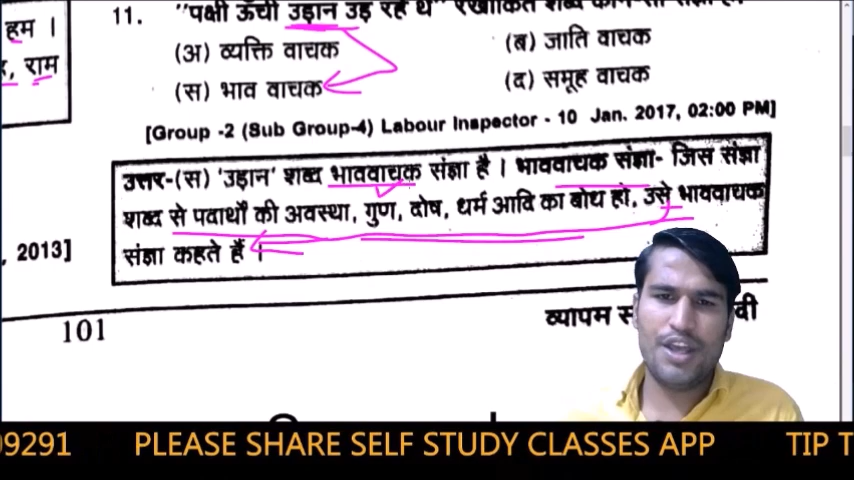 हम ।
राम
11. "पक्षी ऊँची उड़ान उड़ रहे थे" रेखांकित शब्द कौन-सी संज्ञा
(अ) व्यक्ति वाचक
(ब) जाति वाचक
(स) भाव वाचक
(द) समूह वाचक
[Group -2 (Sub Group-4) Labour Inspector - 10 Jan. 2017, 02:00 PM]
उत्तर-(स) 'उड़ान' शब्द भाववाचक संज्ञा है । भाववाचक संज्ञा- जिस संज्ञा
शब्द से पदार्थों की अवस्था, गुण, दोष, धर्म आदि का बोध हो, उसे भाववाचक
संज्ञा कहते हैं ।
, 2013]
101
व्यापम
09291 PLEASE SHARE SELF STUDY CLASSES APP TIP T